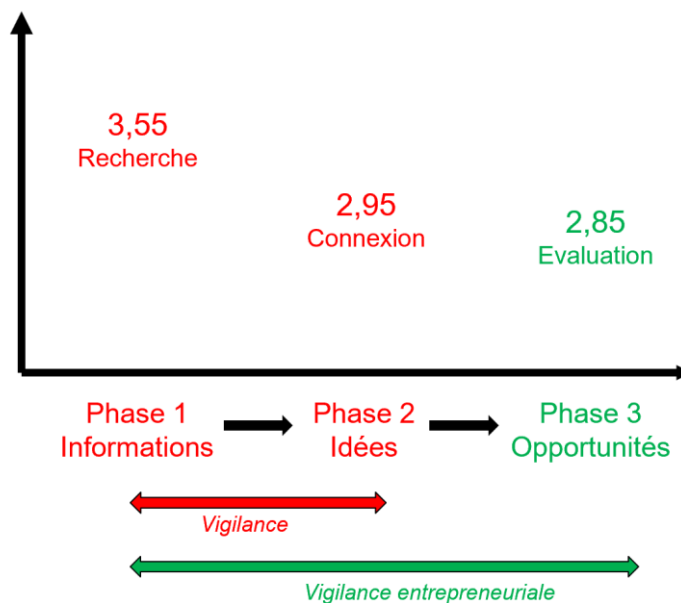 3,55
Recherche
2,95
Connexion
2,85
Evaluation
Phase 1
Informations
Phase 2
Idées
Phase 3
Opportunités
Vigilance
Vigilance entrepreneuriale